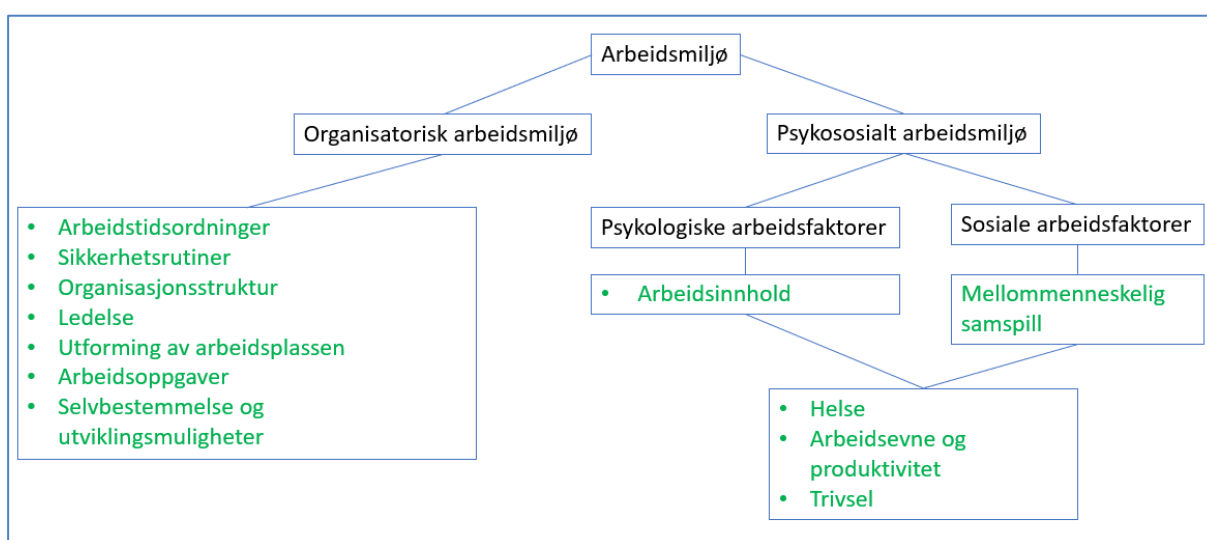 Arbeidsmiljø
Organisatorisk arbeidsmiljø
Psykososialt arbeidsmiljø
• Arbeidstidsordninger
• Sikkerhetsrutiner
• Organisasjonsstruktur
• Ledelse
• Utforming av arbeidsplassen
• Arbeidsoppgaver
• Selvbestemmelse og
utviklingsmuligheter
Psykologiske arbeidsfaktorer
Sosiale arbeidsfaktorer
• Arbeidsinnhold
Mellommenneskelig
samspill
• Helse
• Arbeidsevne og
produktivitet
• Trivsel